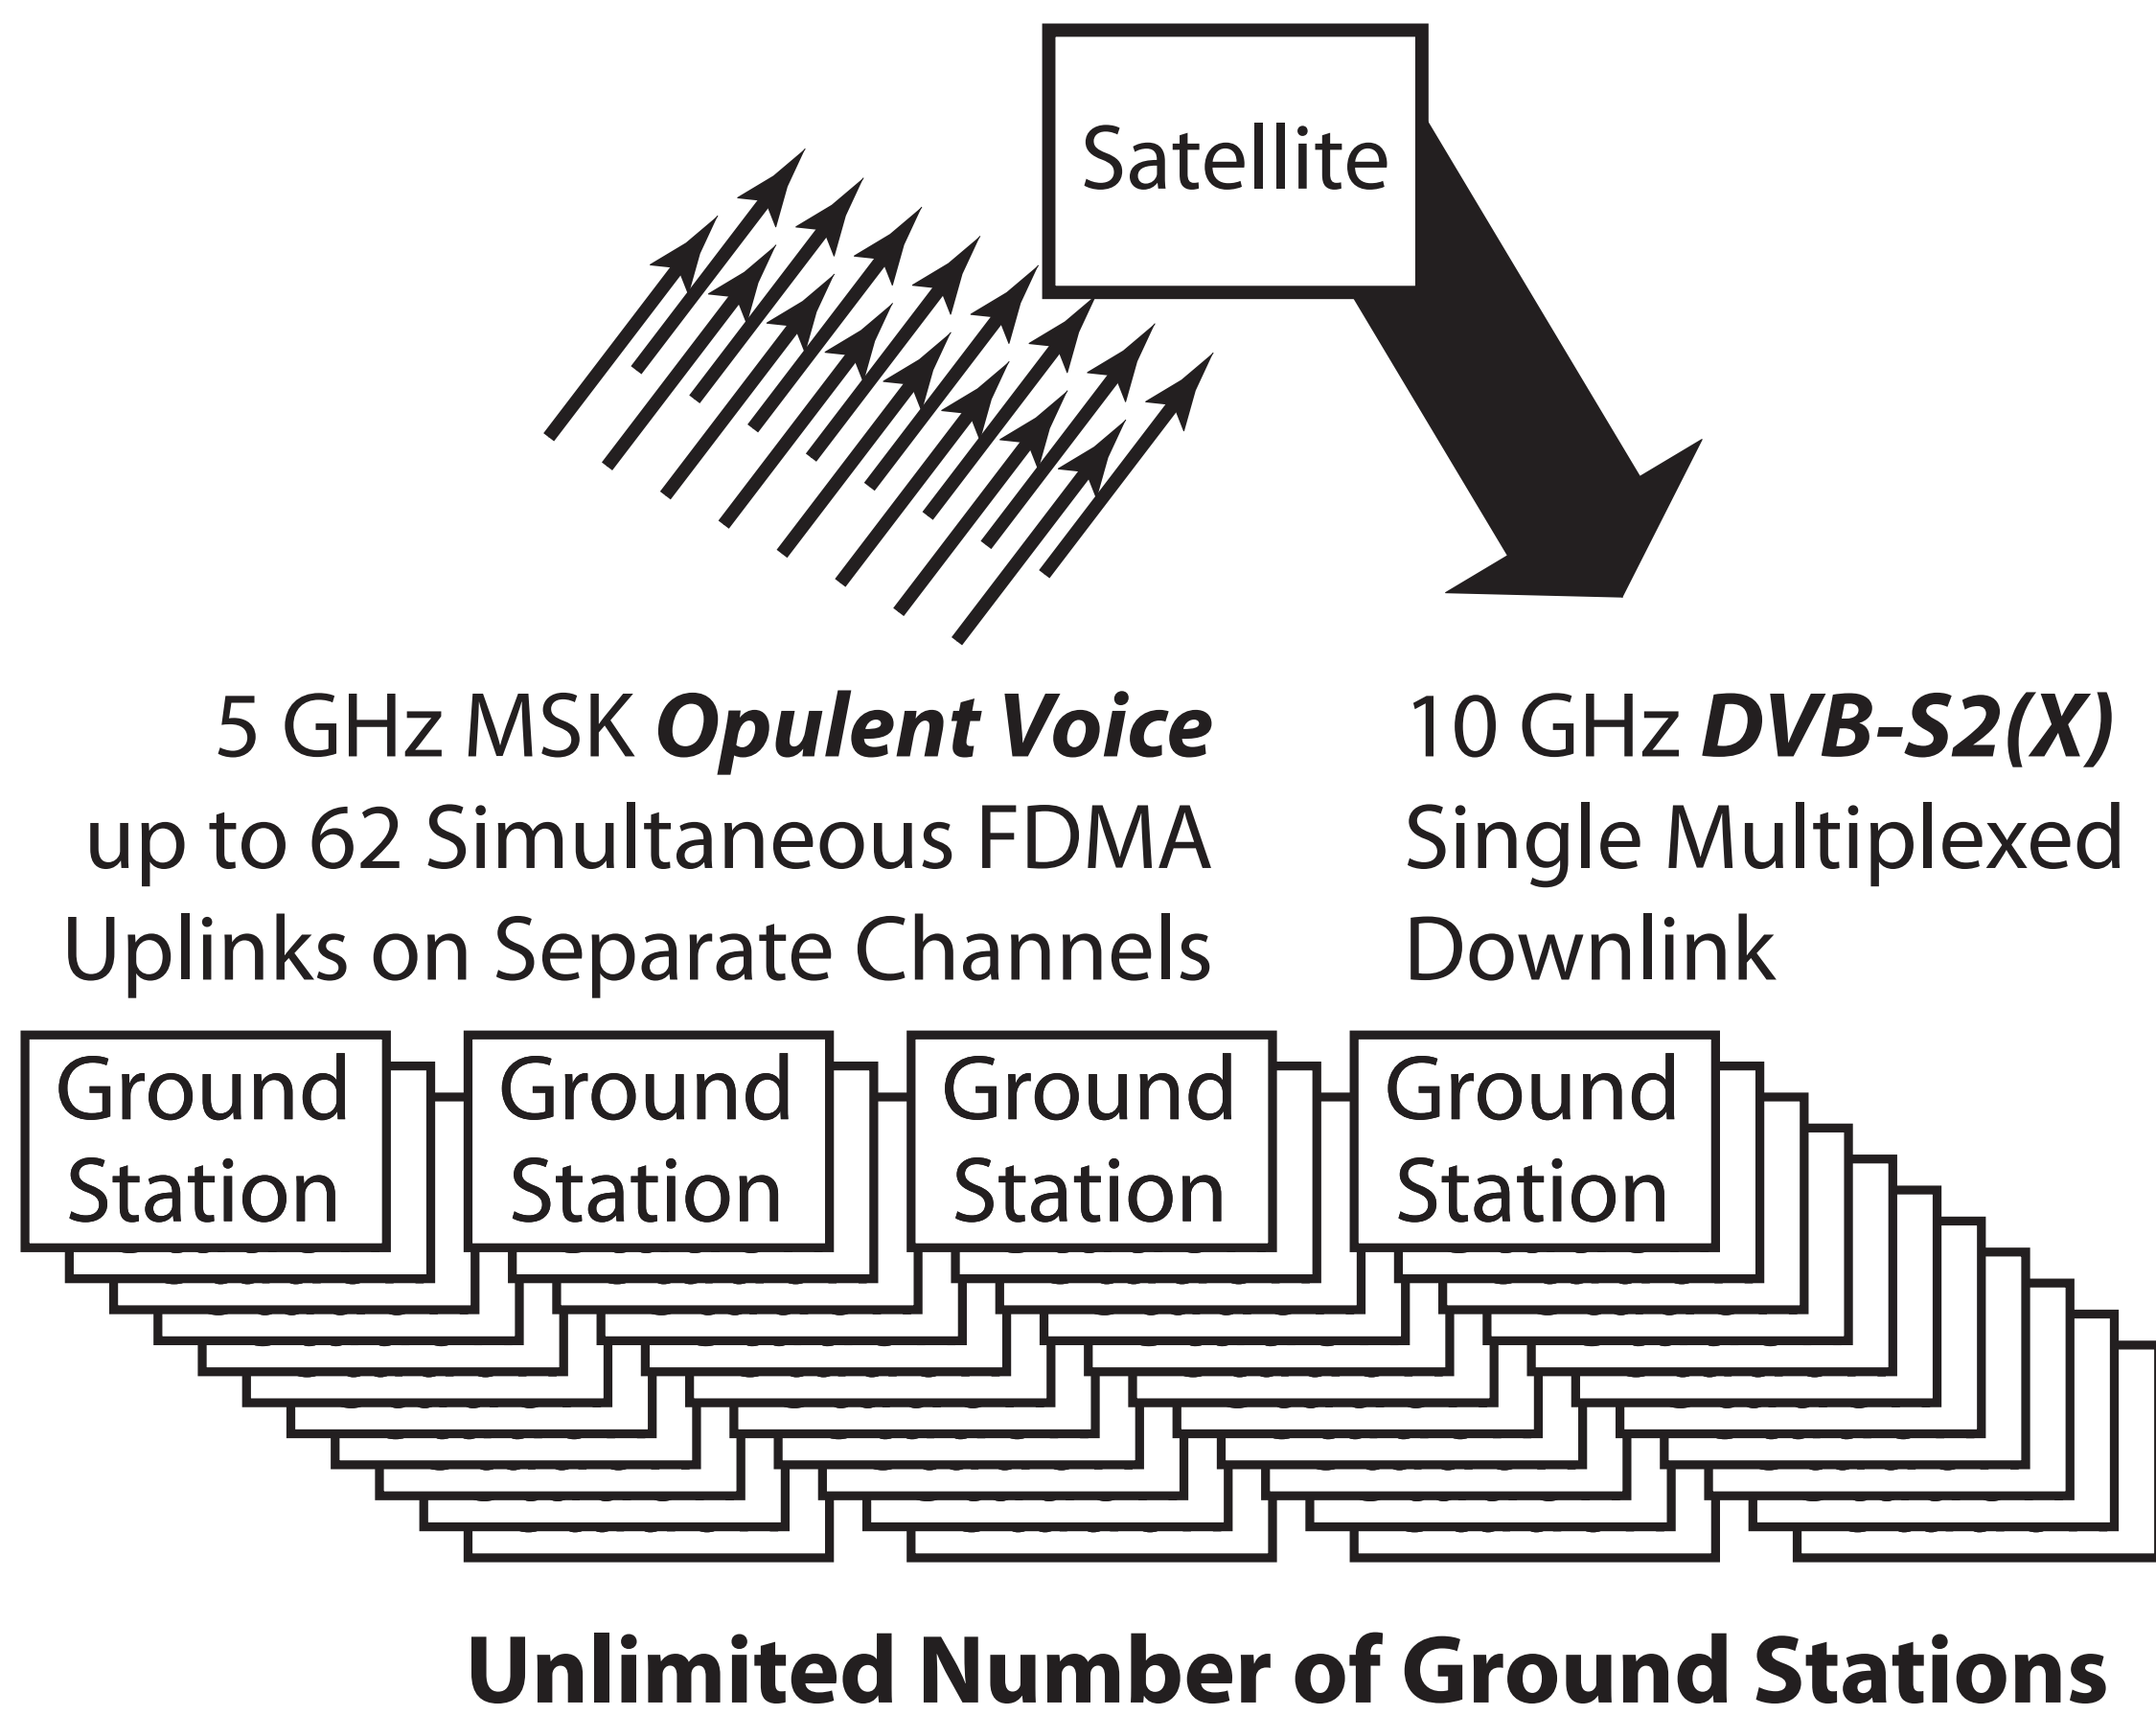 Satellite
5 GHz MSK Opulent Voice
up to 62 Simultaneous FDMA
Uplinks on Separate Channels
10 GHz DVB-S2(X)
Single Multiplexed
Downlink
Ground
Station
Ground
Station
Ground
Station
Ground
Station
Unlimited Number of Ground Stations